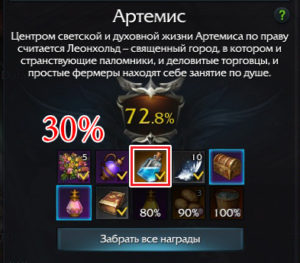 Артемис
?
Центром светской и духовной жизни Артемиса по праву
считается Леонхольд – священный город, в котором и
странствующие паломники, и деловитые торговцы, и
простые фермеры находят себе занятие по душе.
72.8%
30%
5
10
3
80%
90%
100%
Забрать все награды